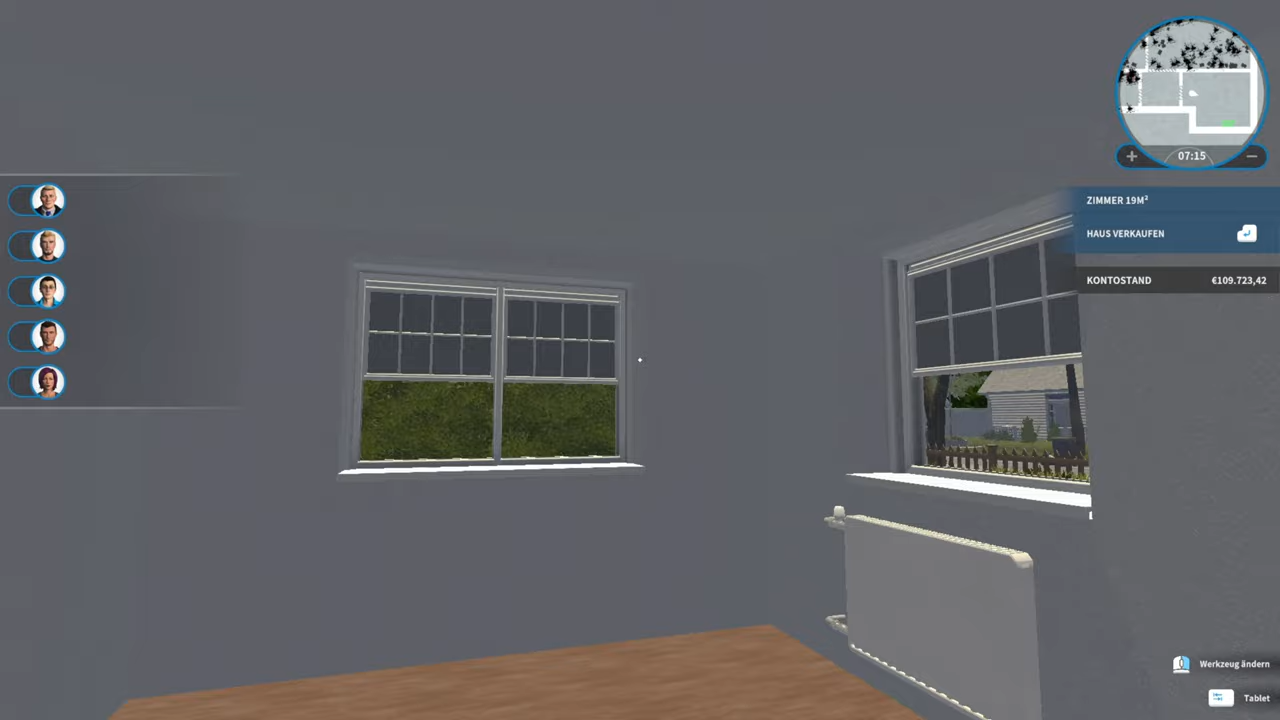 07:15
ZIMMER 19M²
HAUS VERKAUFEN
KONTOSTAND €109.723,42
Werkzeug ändern
Tablet